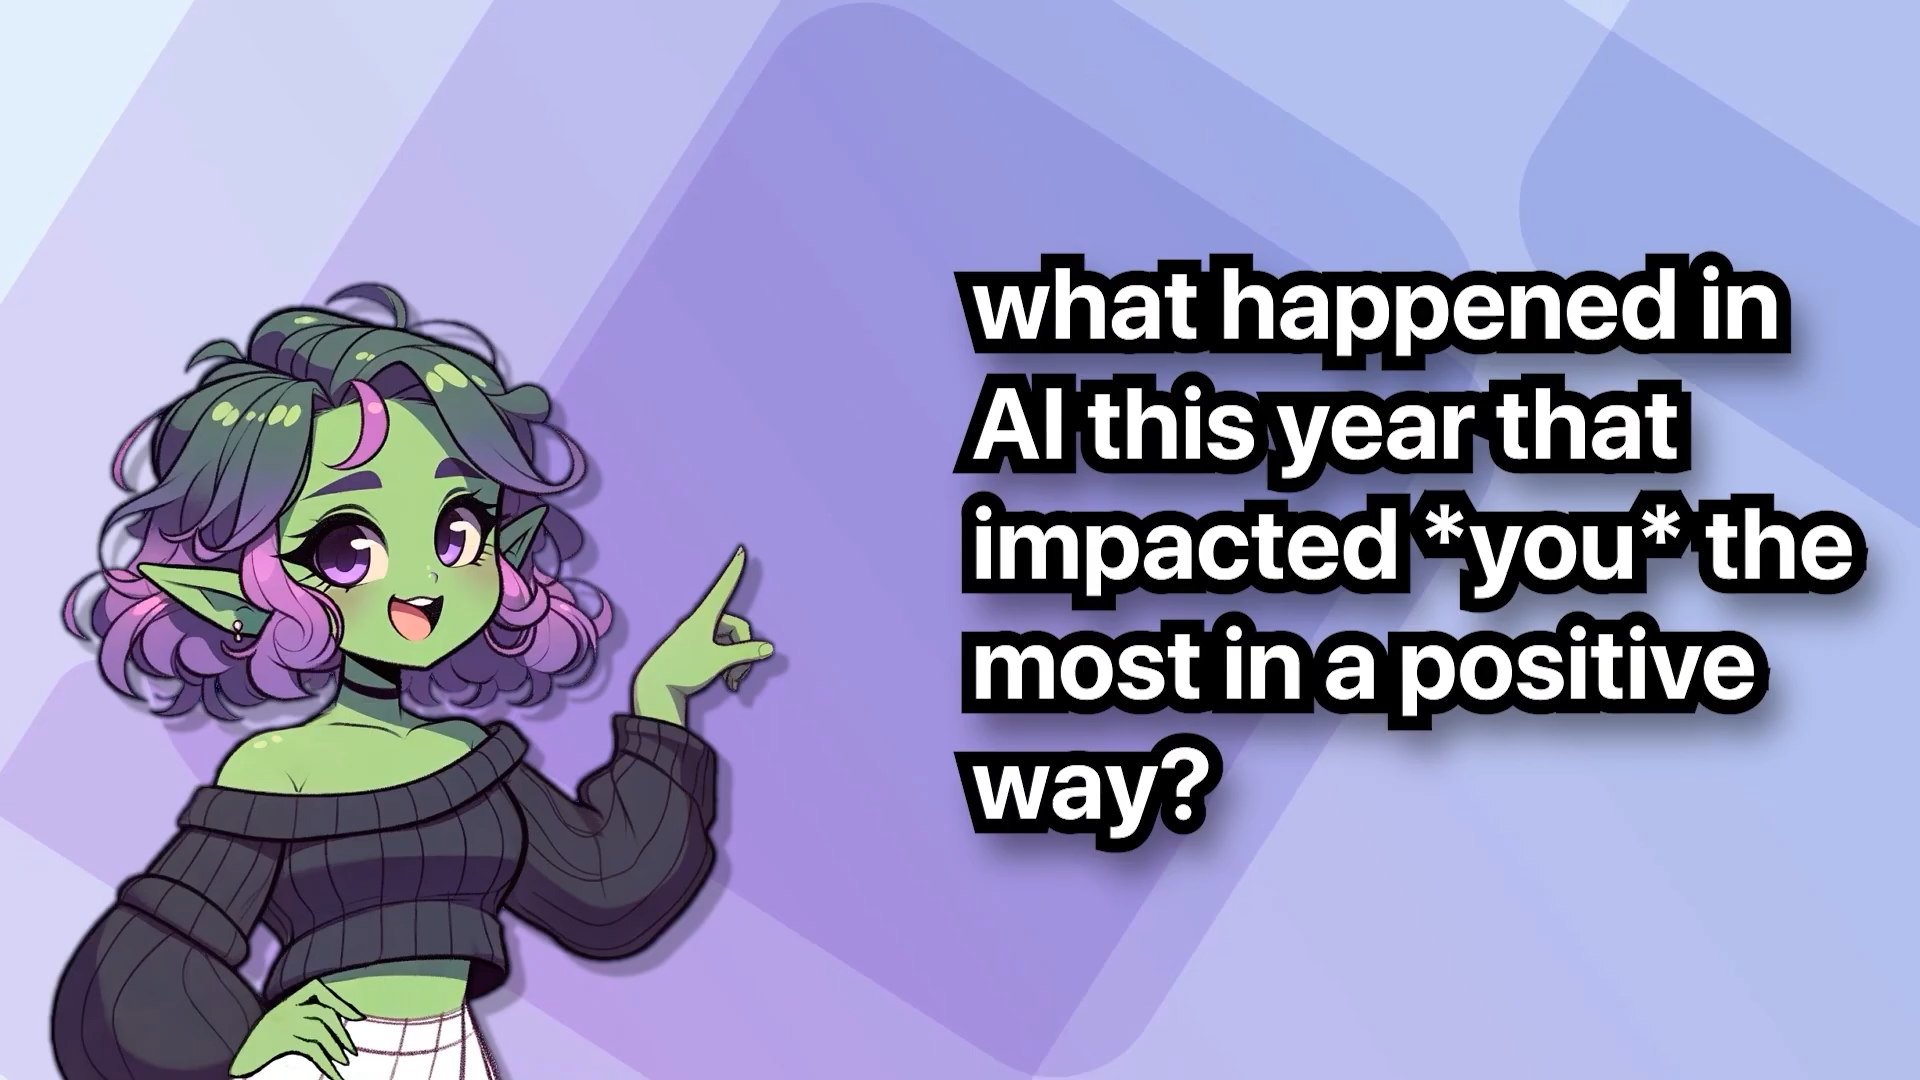 what happened in
AI this year that
impacted *you* the
most in a positive
way?